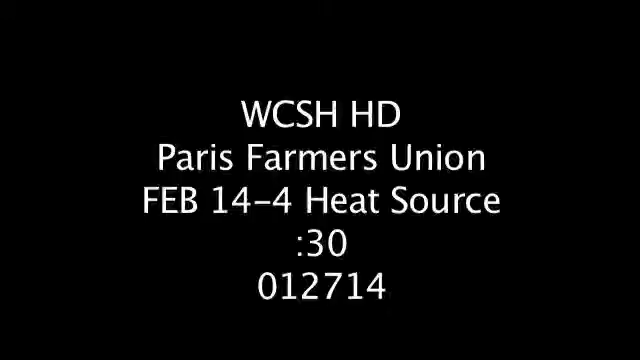 WCSH HD
Paris Farmers Union
FEB 14-4 Heat Source
:30
012714